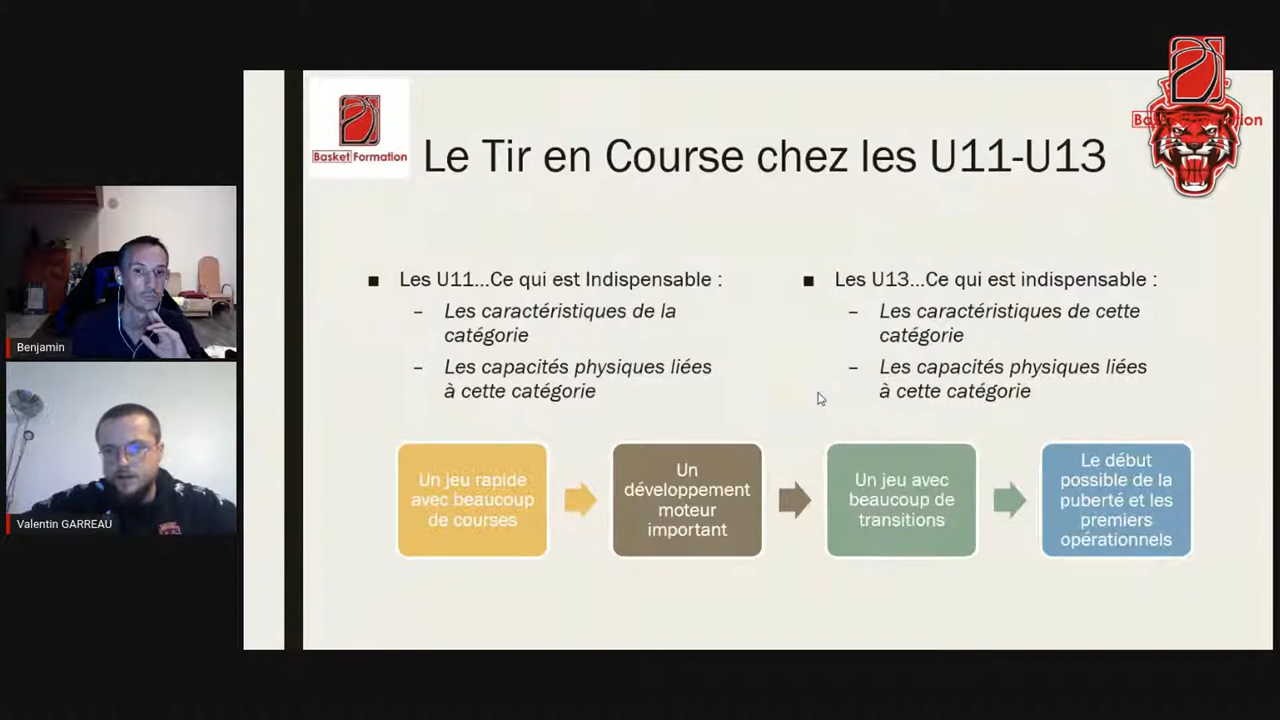 Basket Formation
Le Tir en Course chez les U11-U13
Basket Formation
Les U11...Ce qui est Indispensable :
Les caractéristiques de la
catégorie
Les capacités physiques liées
à cette catégorie
Les U13...Ce qui est indispensable :
Les caractéristiques de cette
catégorie
Les capacités physiques liées
à cette catégorie
Un jeu rapide
avec beaucoup
de courses
Un
développement
moteur
important
Un jeu avec
beaucoup de
transitions
Le début
possible de la
puberté et les
premiers
opérationnels
Benjamin
Valentin GARREAU